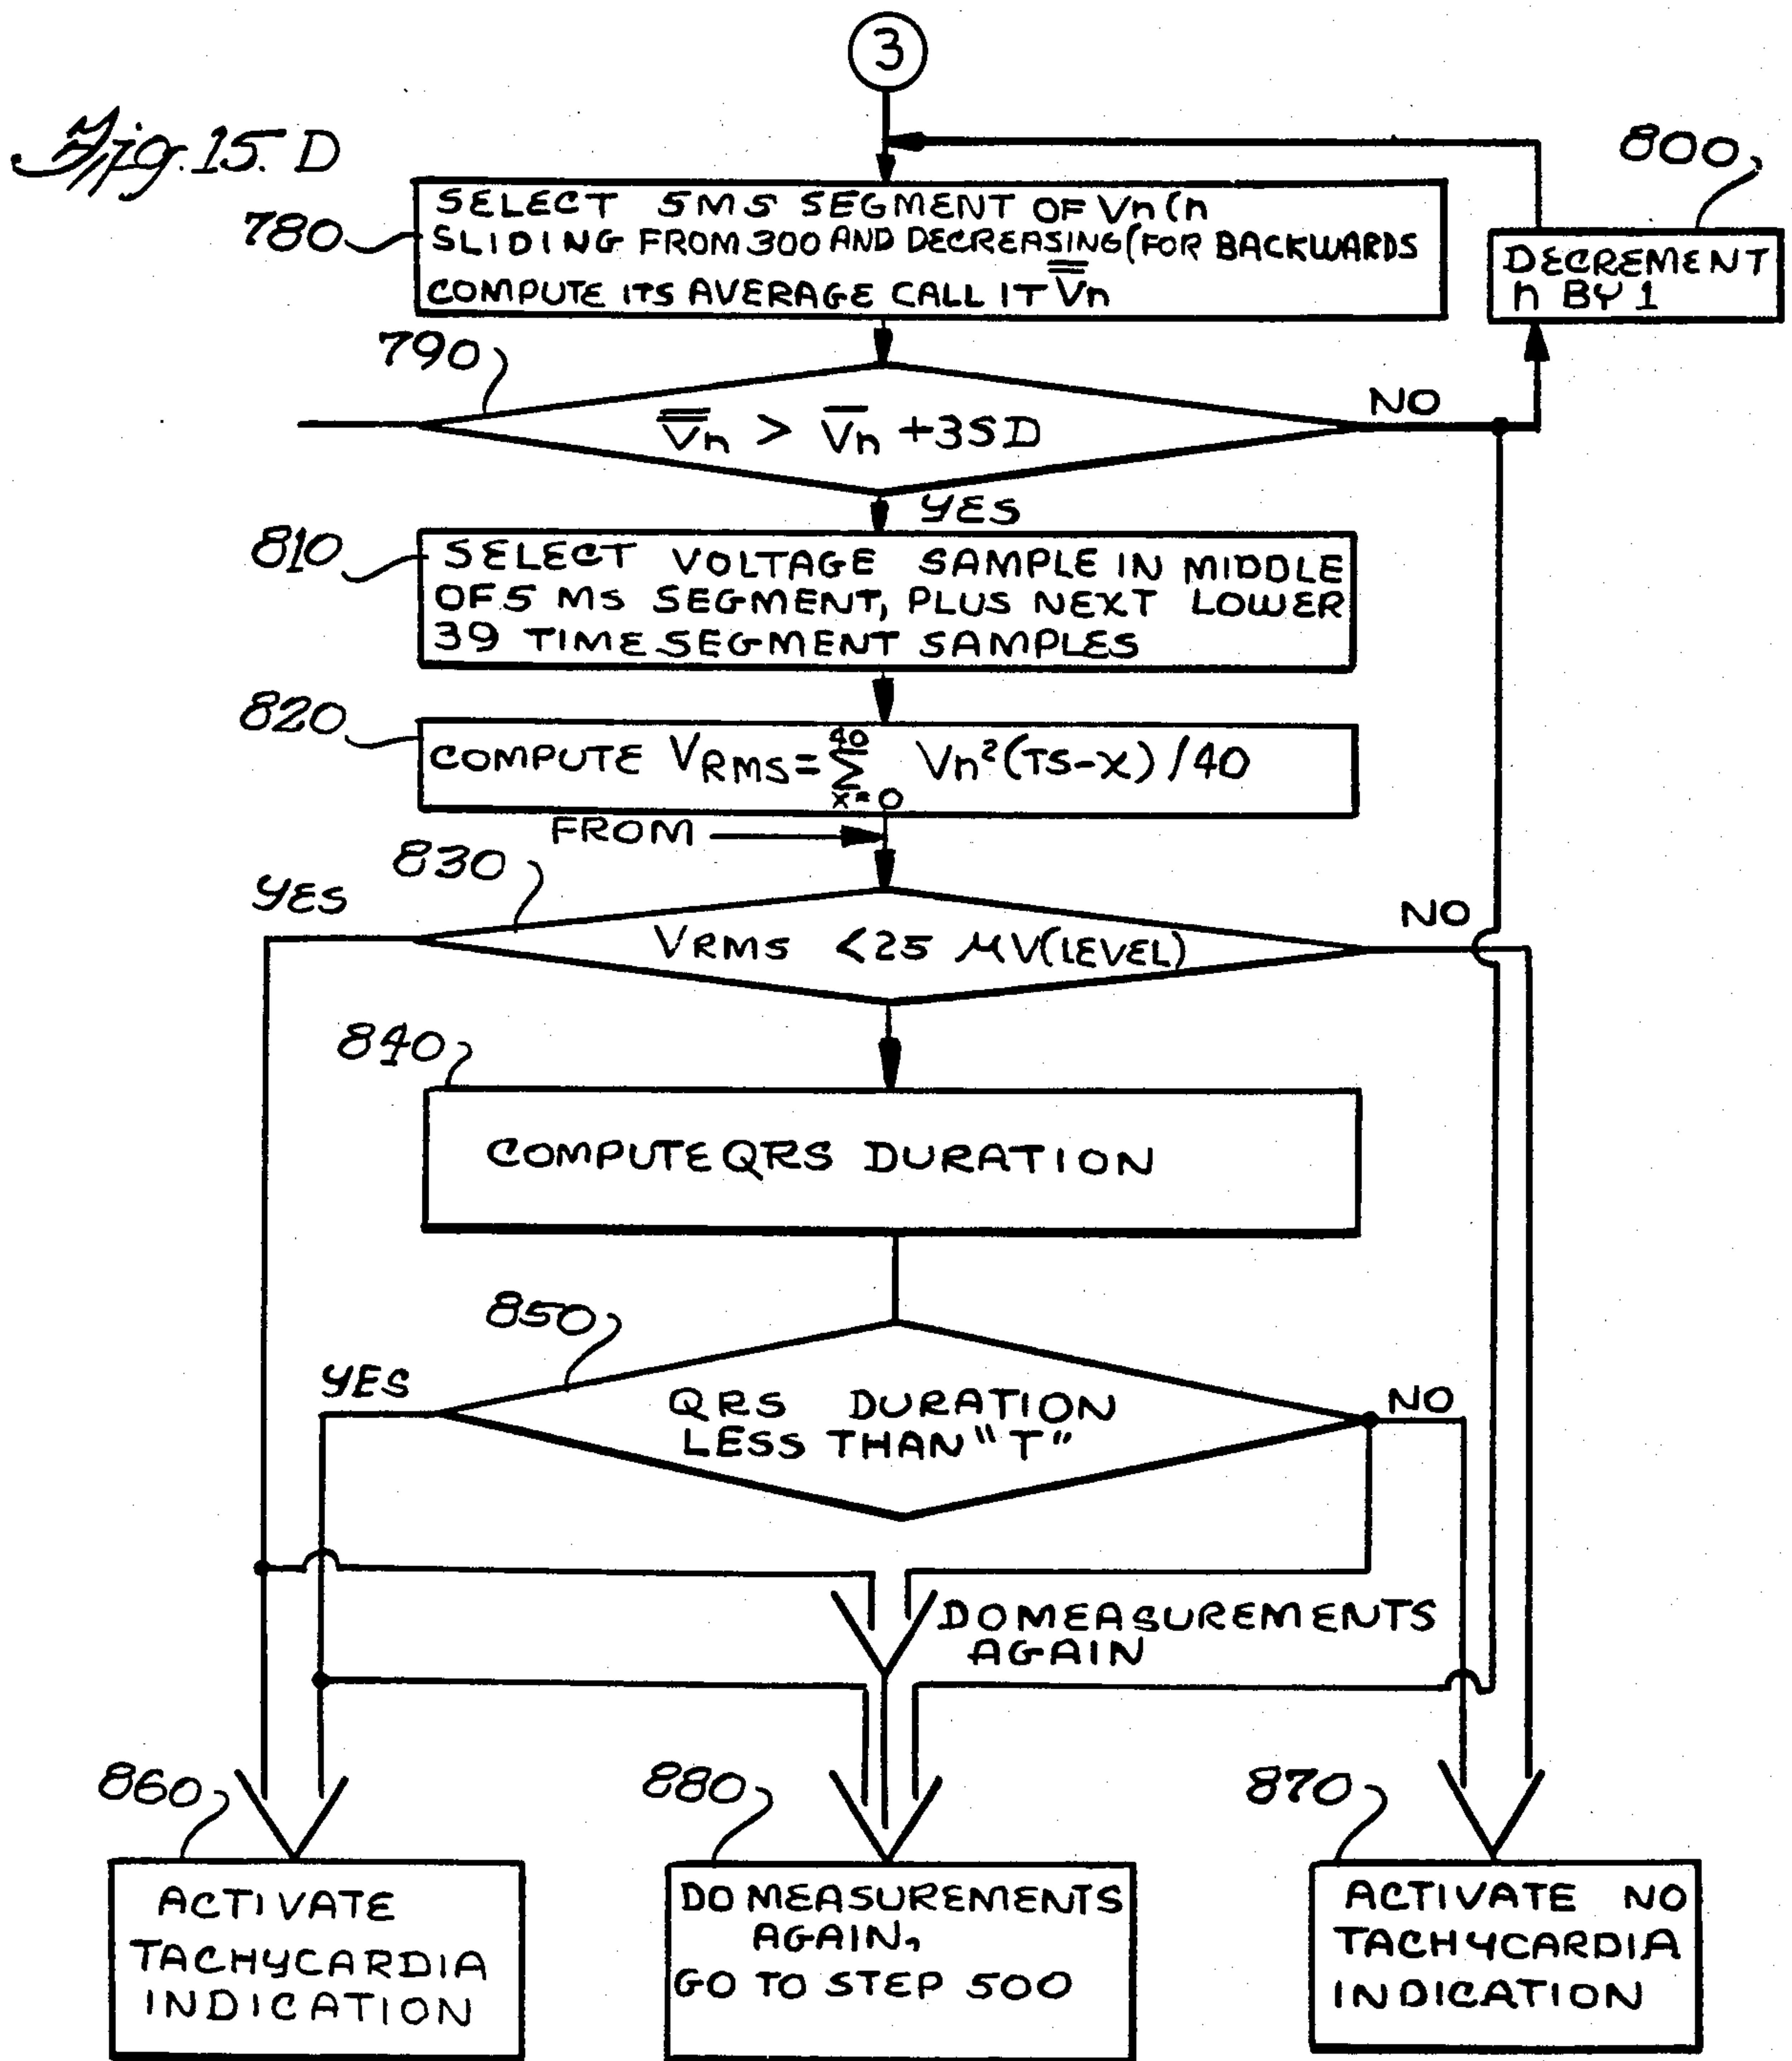 3
Fig. 15. D
800
780
SELECT 5MS SEGMENT OF Vn (n
SLIDING FROM 300 AND DECREASING (FOR BACKWARDS
COMPUTE ITS AVERAGE CALL IT V̿n
DECREMENT
n BY 1
790
V̿n > V̅n +3SD
NO
YES
810
SELECT VOLTAGE SAMPLE IN MIDDLE
OF 5 MS SEGMENT, PLUS NEXT LOWER
39 TIME SEGMENT SAMPLES
820
COMPUTE VRMS = 40 Σ x=0 Vn²(TS-x) /40
FROM
830
YES
VRMS <25 μV(LEVEL)
NO
840
COMPUTE QRS DURATION
850
YES
QRS DURATION
LESS THAN "T"
NO
DO MEASUREMENTS
AGAIN
860
ACTIVATE
TACHYCARDIA
INDICATION
880
DO MEASUREMENTS
AGAIN,
GO TO STEP 500
870
ACTIVATE NO
TACHYCARDIA
INDICATION